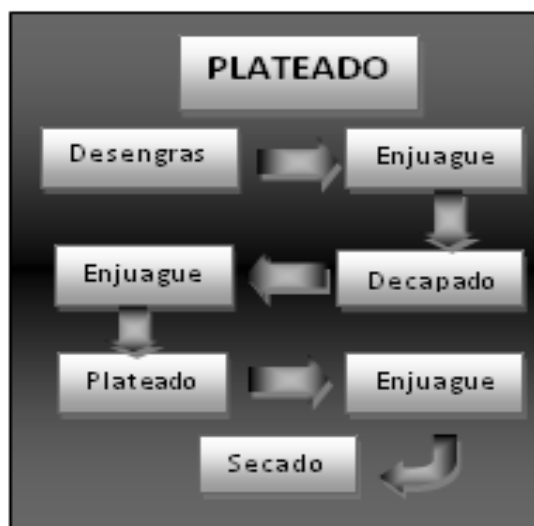 PLATEADO
Desengras
Enjuague
Decapado
Enjuague
Plateado
Enjuague
Secado